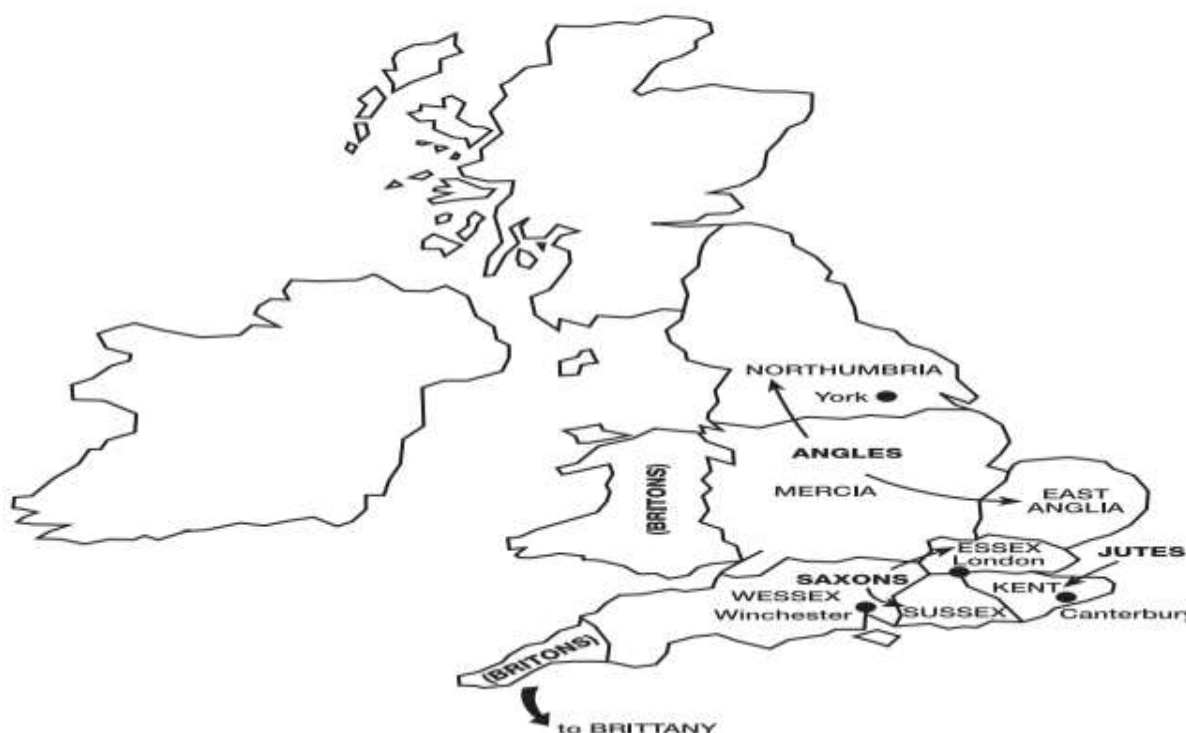 NORTHUMBRIA
York
ANGLES
MERCIA
EAST
ANGLIA
(BRITONS)
ESSEX
London
JUTES
SAXONS
KENT
WESSEX
Winchester
SUSSEX
Canterbury
(BRITONS)
to BRITTANY